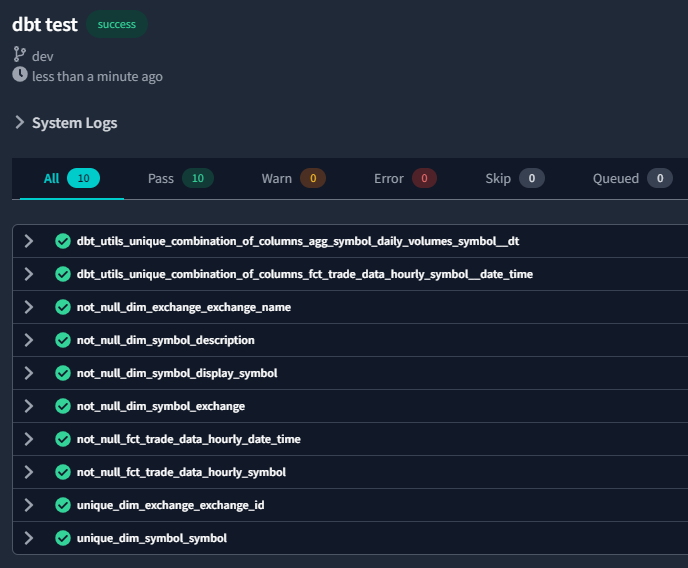 dbt test success
dev
less than a minute ago
System Logs
All 10 Pass 10 Warn 0 Error 0 Skip 0 Queued 0
dbt_utils_unique_combination_of_columns_agg_symbol_daily_volumes_symbol__dt
dbt_utils_unique_combination_of_columns_fct_trade_data_hourly_symbol__date_time
not_null_dim_exchange_exchange_name
not_null_dim_symbol_description
not_null_dim_symbol_display_symbol
not_null_dim_symbol_exchange
not_null_fct_trade_data_hourly_date_time
not_null_fct_trade_data_hourly_symbol
unique_dim_exchange_exchange_id
unique_dim_symbol_symbol